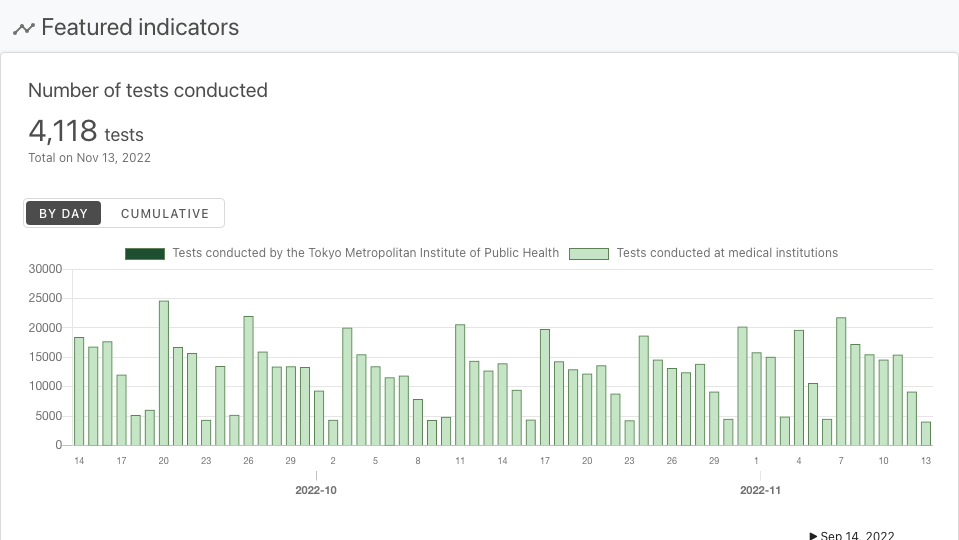 Featured indicators
Number of tests conducted
4,118 tests
Total on Nov 13, 2022
BY DAY CUMULATIVE
Tests conducted by the Tokyo Metropolitan Institute of Public Health Tests conducted at medical institutions
30000
25000
20000
15000
10000
5000
0
14 17 20 23 26 29 2 5 8 11 14 17 20 23 26 29 1 4 7 10 13
2022-10 2022-11
Sep 14, 2022